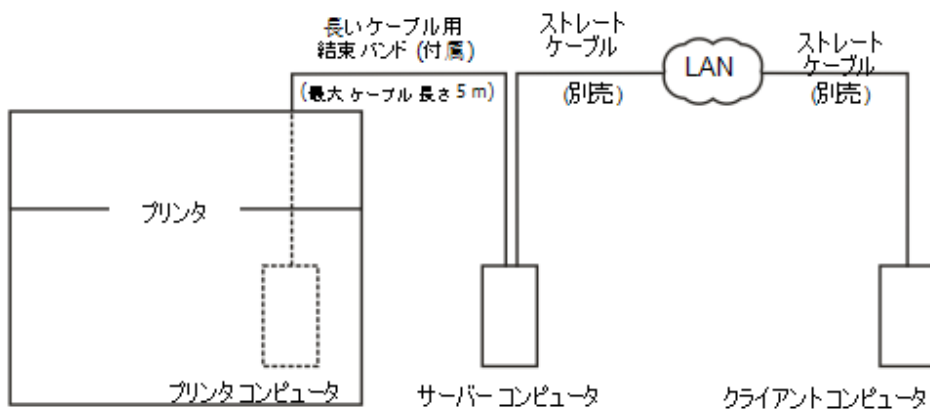 長いケーブル用
結束バンド (付属)
(最大 ケーブル 長さ 5 m)
ストレート
ケーブル
(別売)
LAN
ストレート
ケーブル
(別売)
プリンタ
プリンタ コンピュータ
サーバー コンピュータ
クライアント コンピュータ